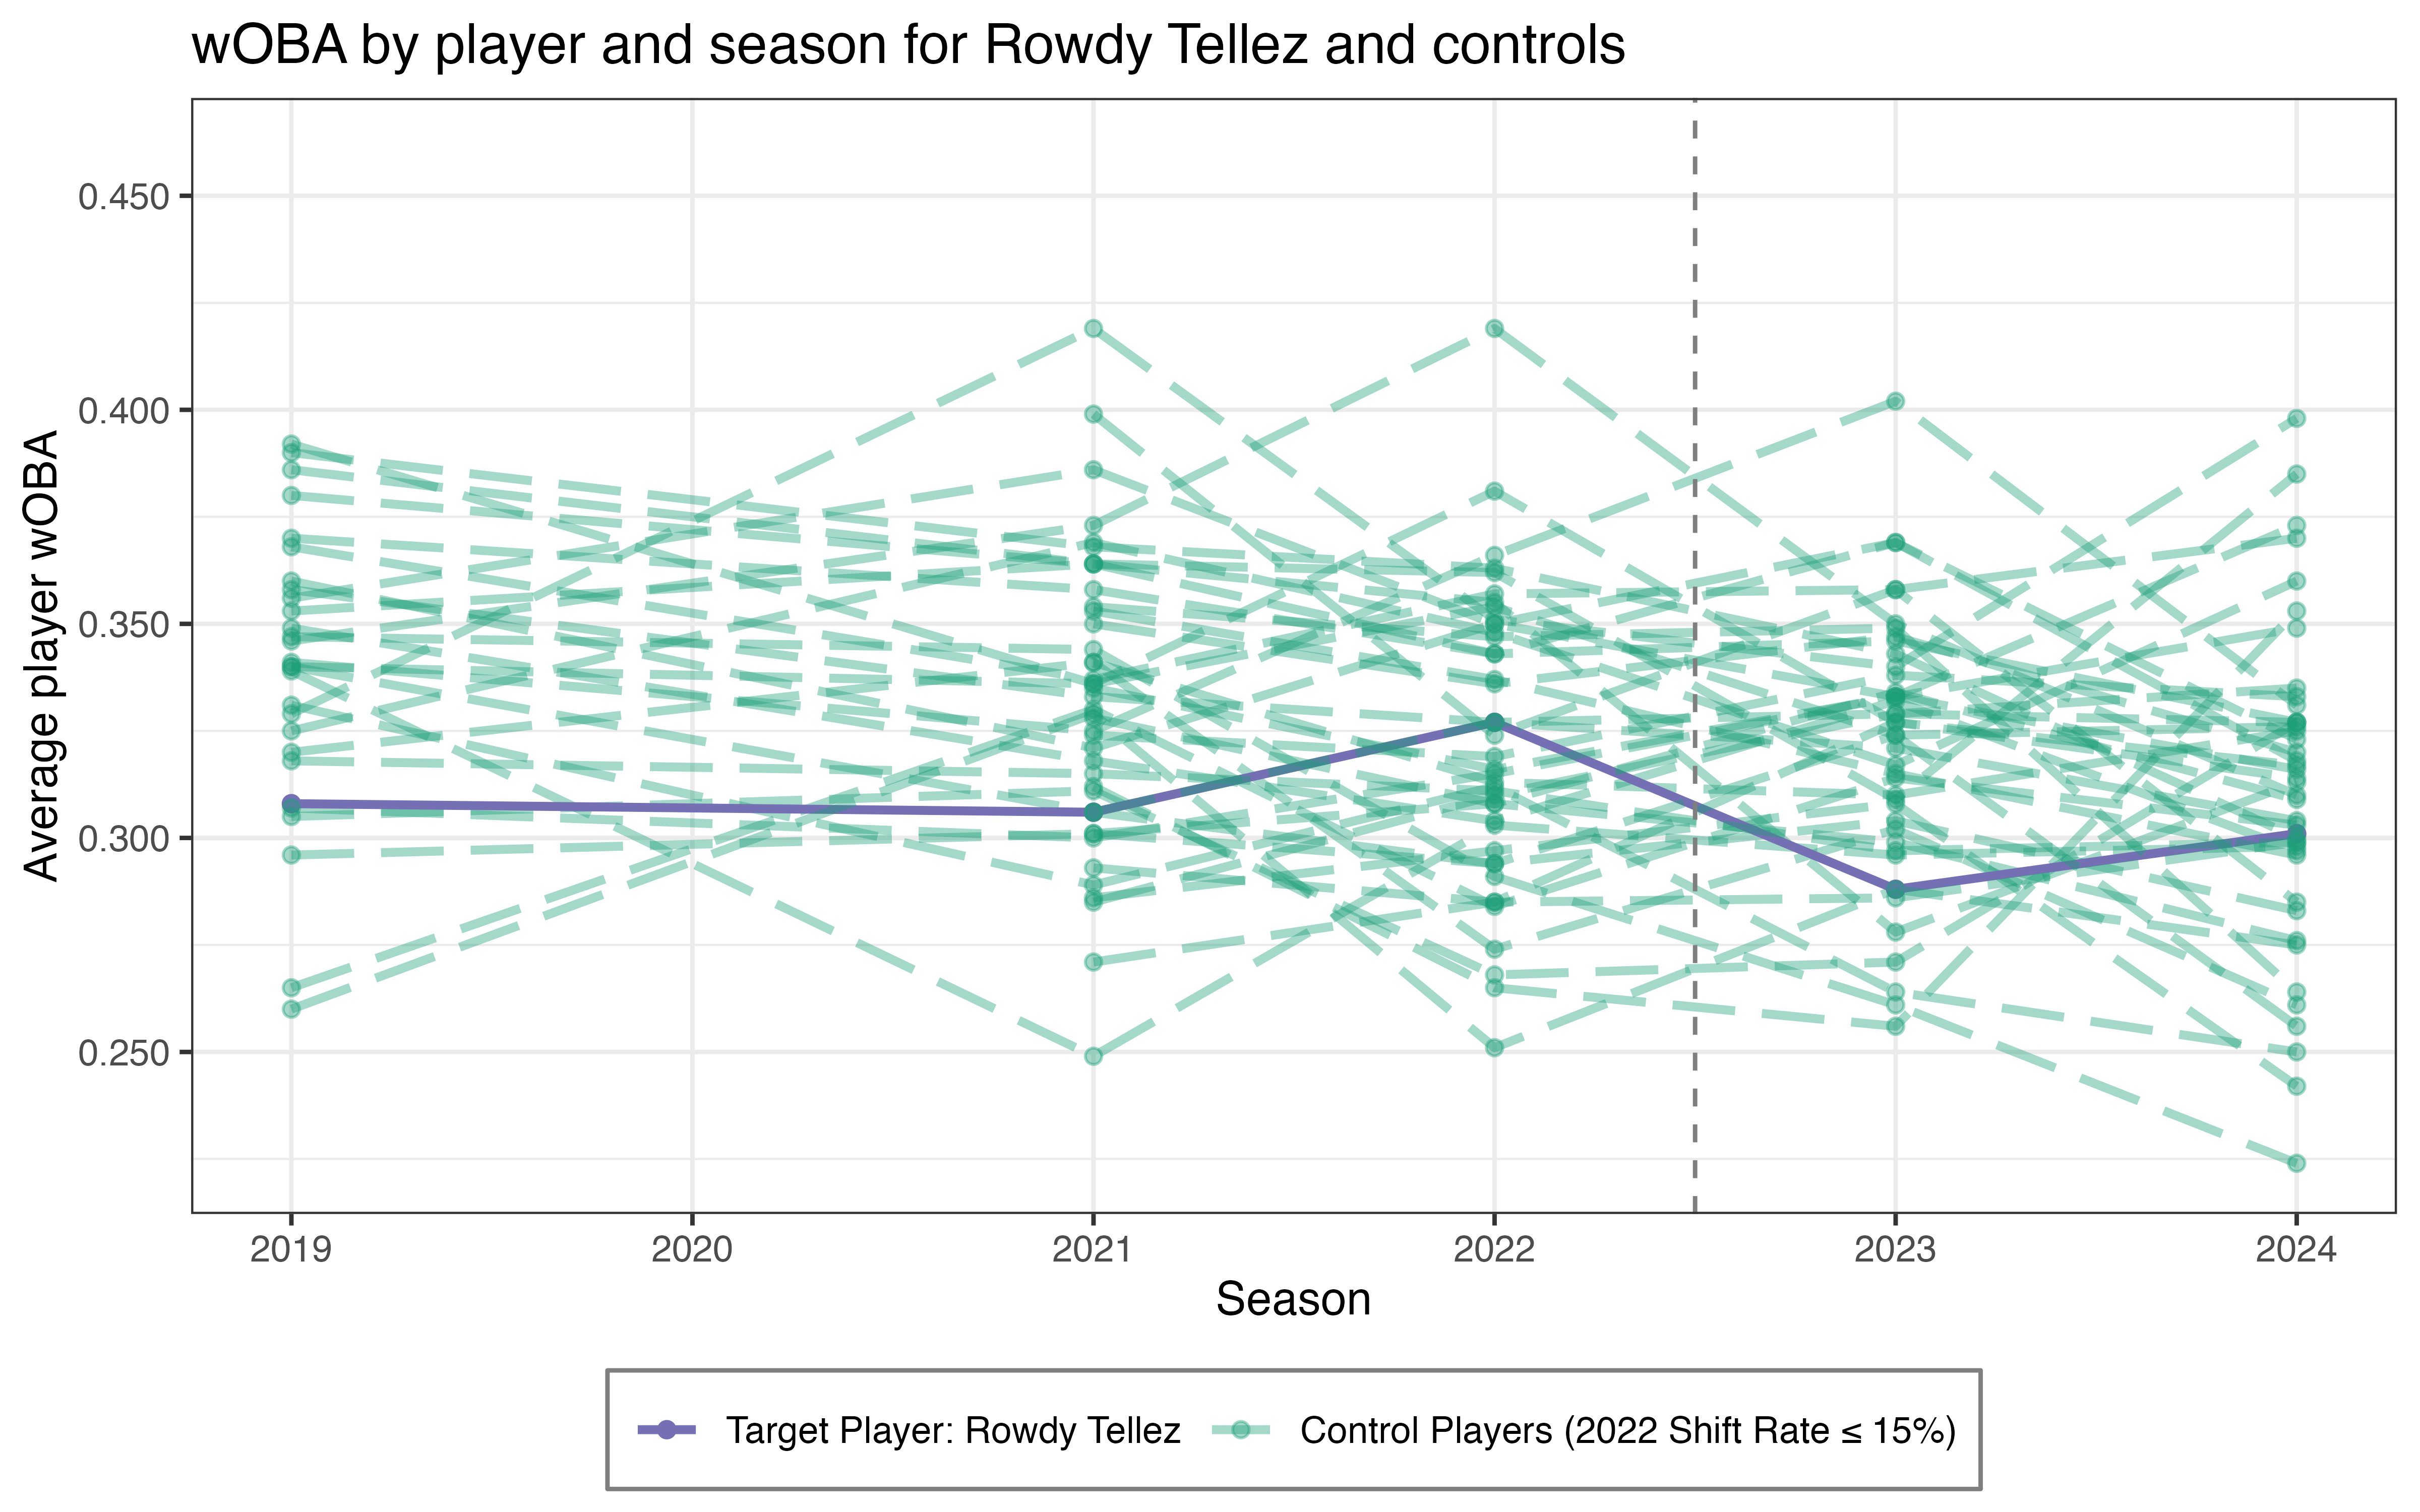 wOBA by player and season for Rowdy Tellez and controls
Average player wOBA
0.450
0.400
0.350
0.300
0.250
2019 2020 2021 2022 2023 2024
Season
Target Player: Rowdy Tellez Control Players (2022 Shift Rate ≤ 15%)